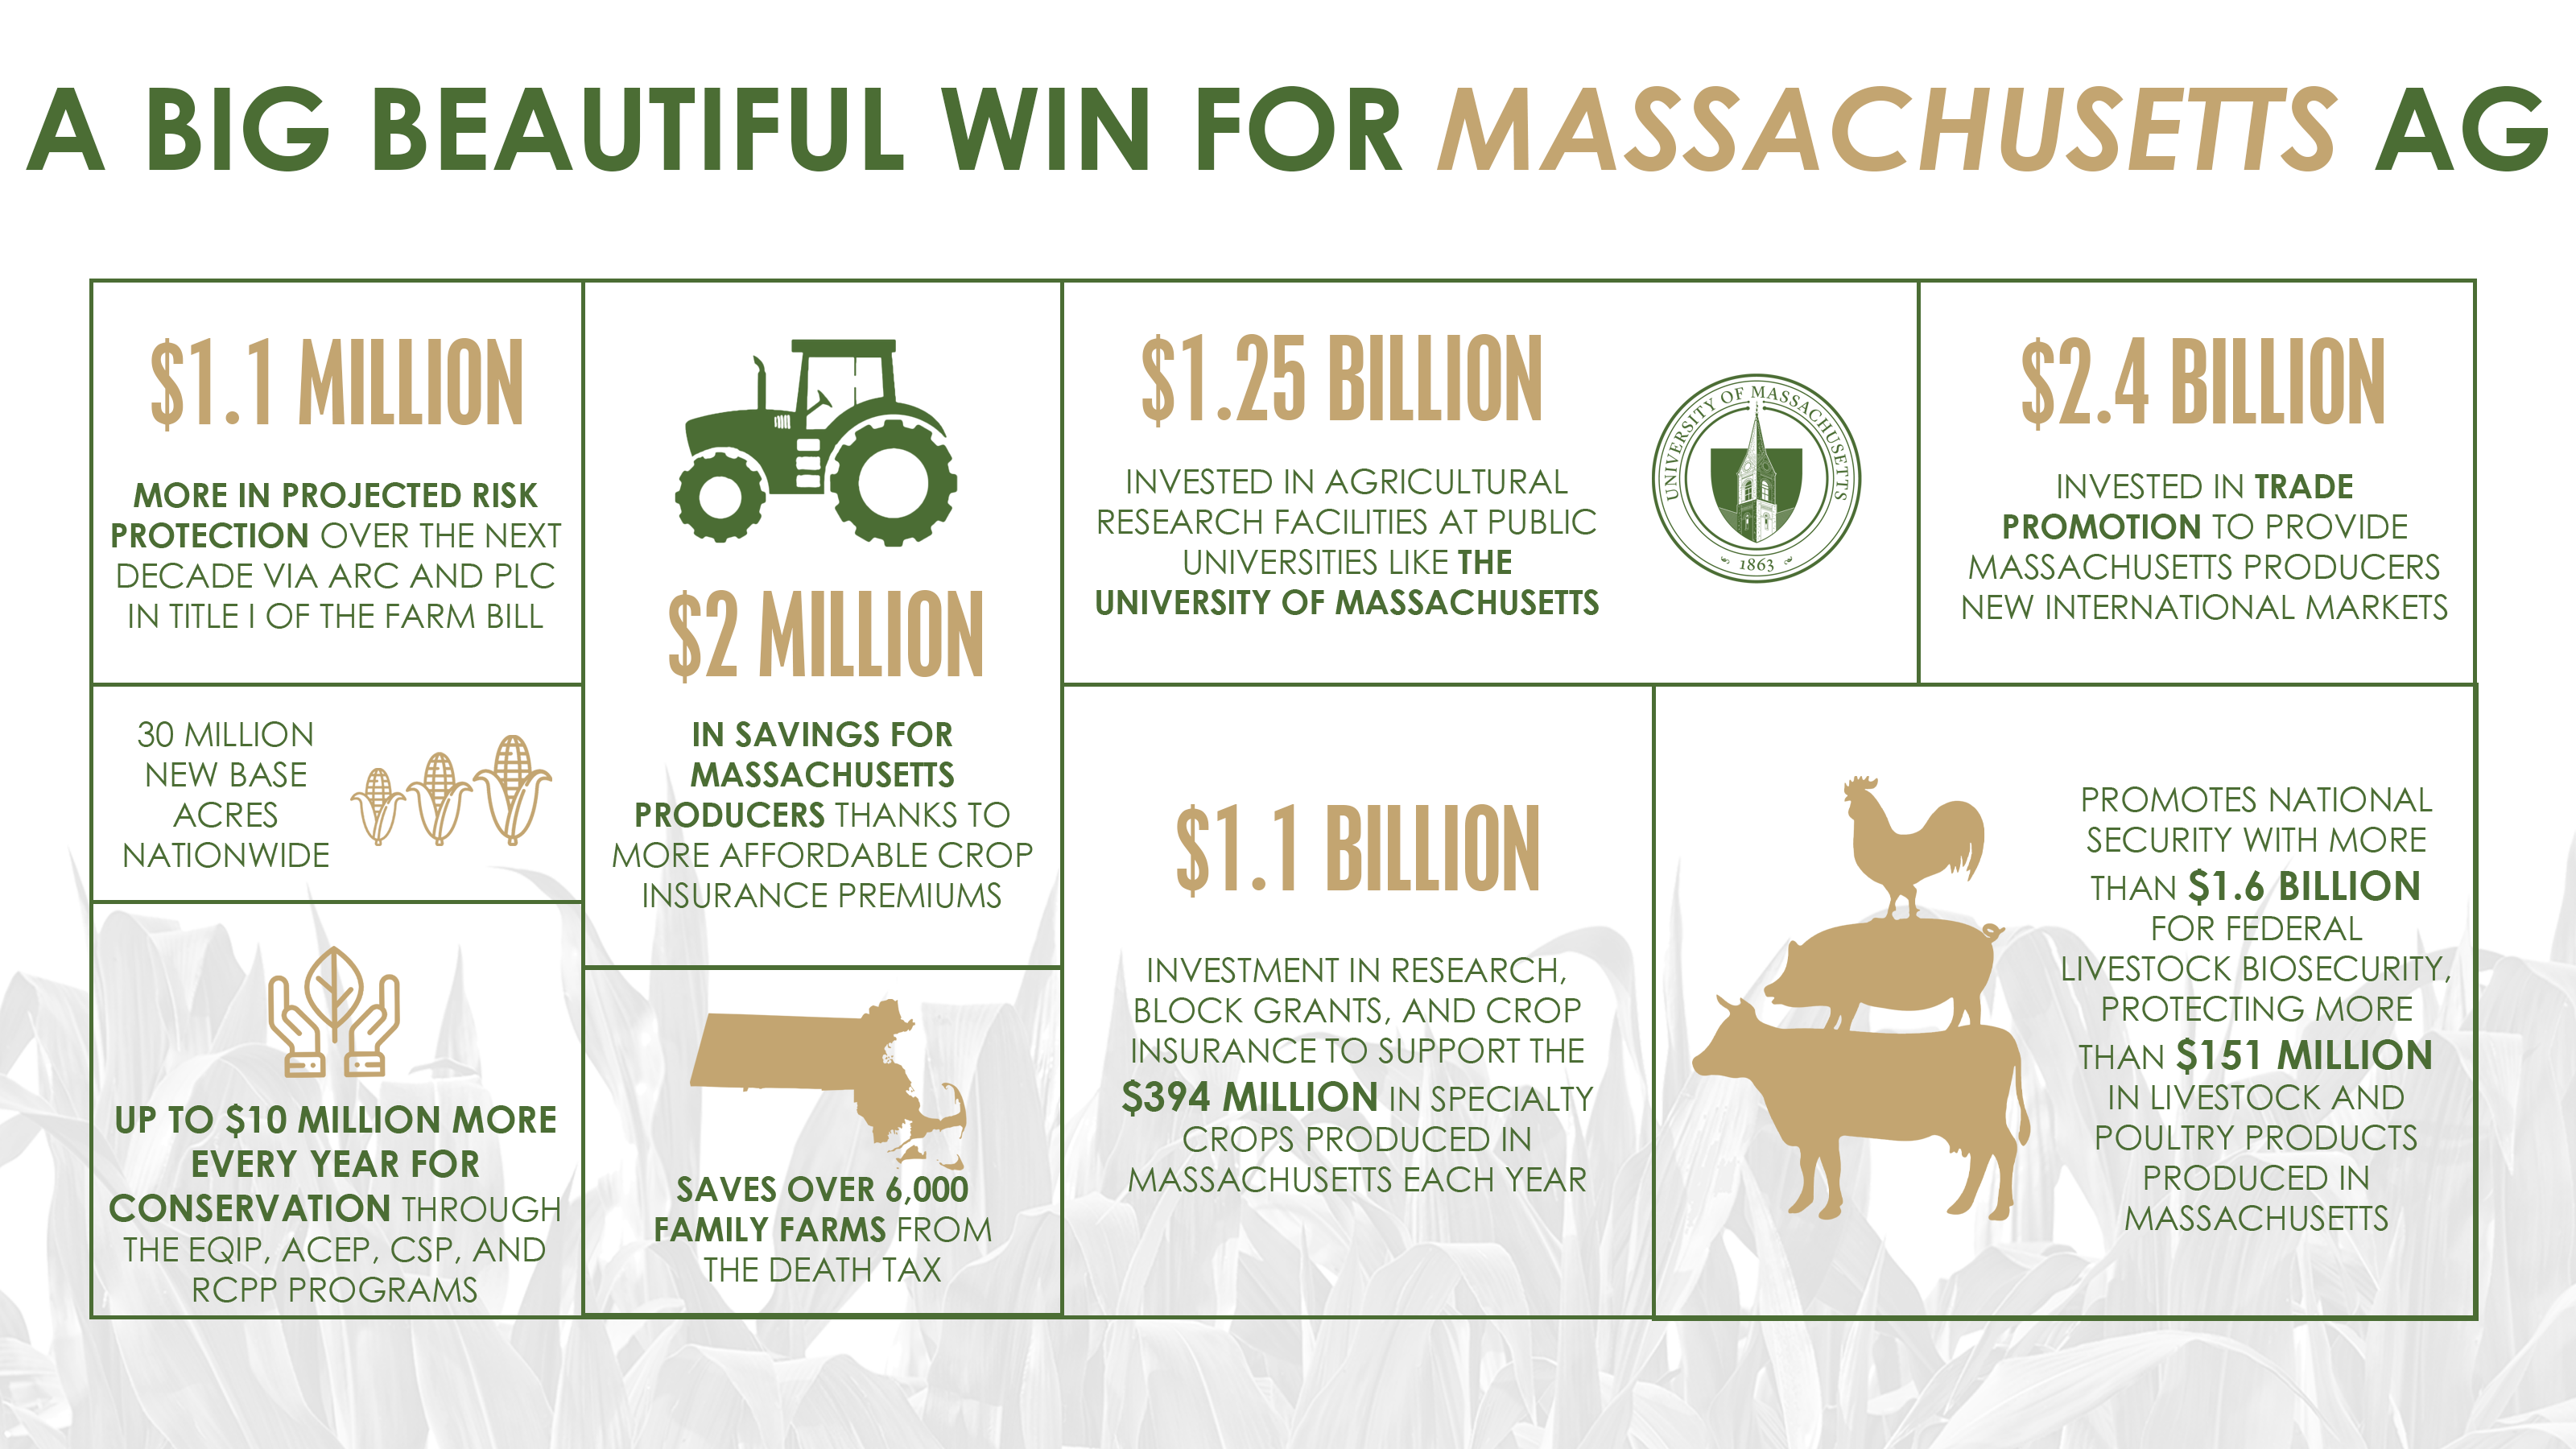 A BIG BEAUTIFUL WIN FOR MASSACHUSETTS AG
$1.1 MILLION
MORE IN PROJECTED RISK
PROTECTION OVER THE NEXT
DECADE VIA ARC AND PLC
IN TITLE I OF THE FARM BILL
30 MILLION
NEW BASE
ACRES
NATIONWIDE
UP TO $10 MILLION MORE
EVERY YEAR FOR
CONSERVATION THROUGH
THE EQIP, ACEP, CSP, AND
RCPP PROGRAMS
$2 MILLION
IN SAVINGS FOR
MASSACHUSETTS
PRODUCERS THANKS TO
MORE AFFORDABLE CROP
INSURANCE PREMIUMS
SAVES OVER 6,000
FAMILY FARMS FROM
THE DEATH TAX
$1.25 BILLION
INVESTED IN AGRICULTURAL
RESEARCH FACILITIES AT PUBLIC
UNIVERSITIES LIKE THE
UNIVERSITY OF MASSACHUSETTS
UNIVERSITY OF MASSACHUSETTS
1863
$2.4 BILLION
INVESTED IN TRADE
PROMOTION TO PROVIDE
MASSACHUSETTS PRODUCERS
NEW INTERNATIONAL MARKETS
$1.1 BILLION
INVESTMENT IN RESEARCH,
BLOCK GRANTS, AND CROP
INSURANCE TO SUPPORT THE
$394 MILLION IN SPECIALTY
CROPS PRODUCED IN
MASSACHUSETTS EACH YEAR
PROMOTES NATIONAL
SECURITY WITH MORE
THAN $1.6 BILLION
FOR FEDERAL
LIVESTOCK BIOSECURITY,
PROTECTING MORE
THAN $151 MILLION
IN LIVESTOCK AND
POULTRY PRODUCTS
PRODUCED IN
MASSACHUSETTS